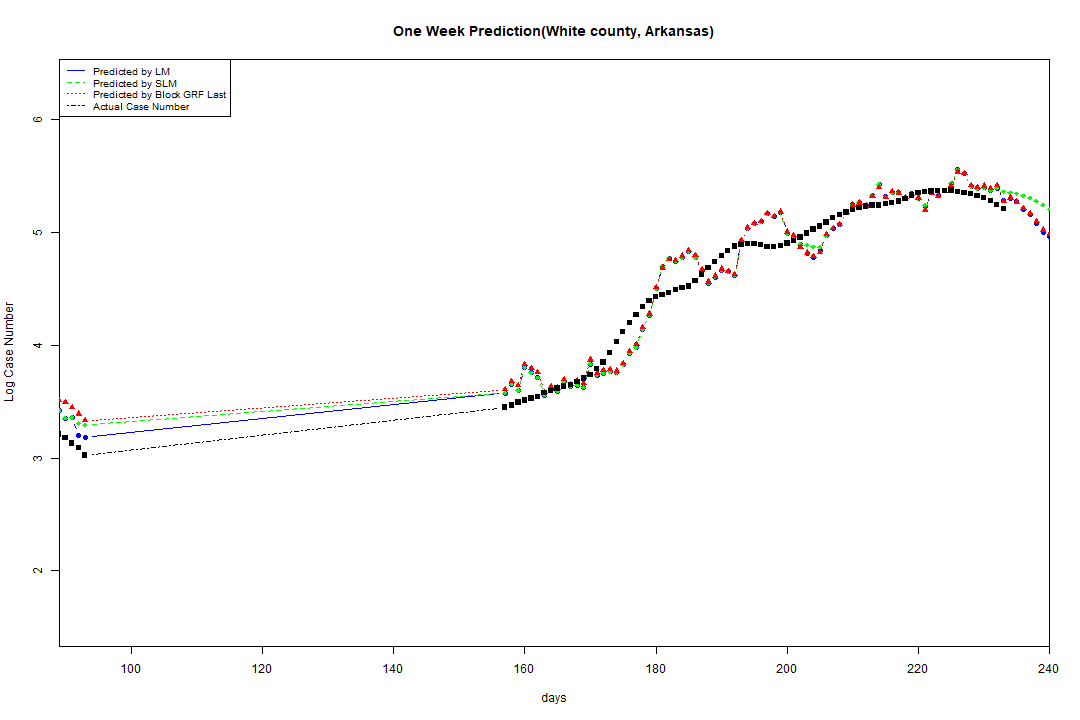 One Week Prediction(White county, Arkansas)
Predicted by LM
Predicted by SLM
Predicted by Block GRF Last
Actual Case Number
6
5
4
3
2
Log Case Number
100 120 140 160 180 200 220 240
days